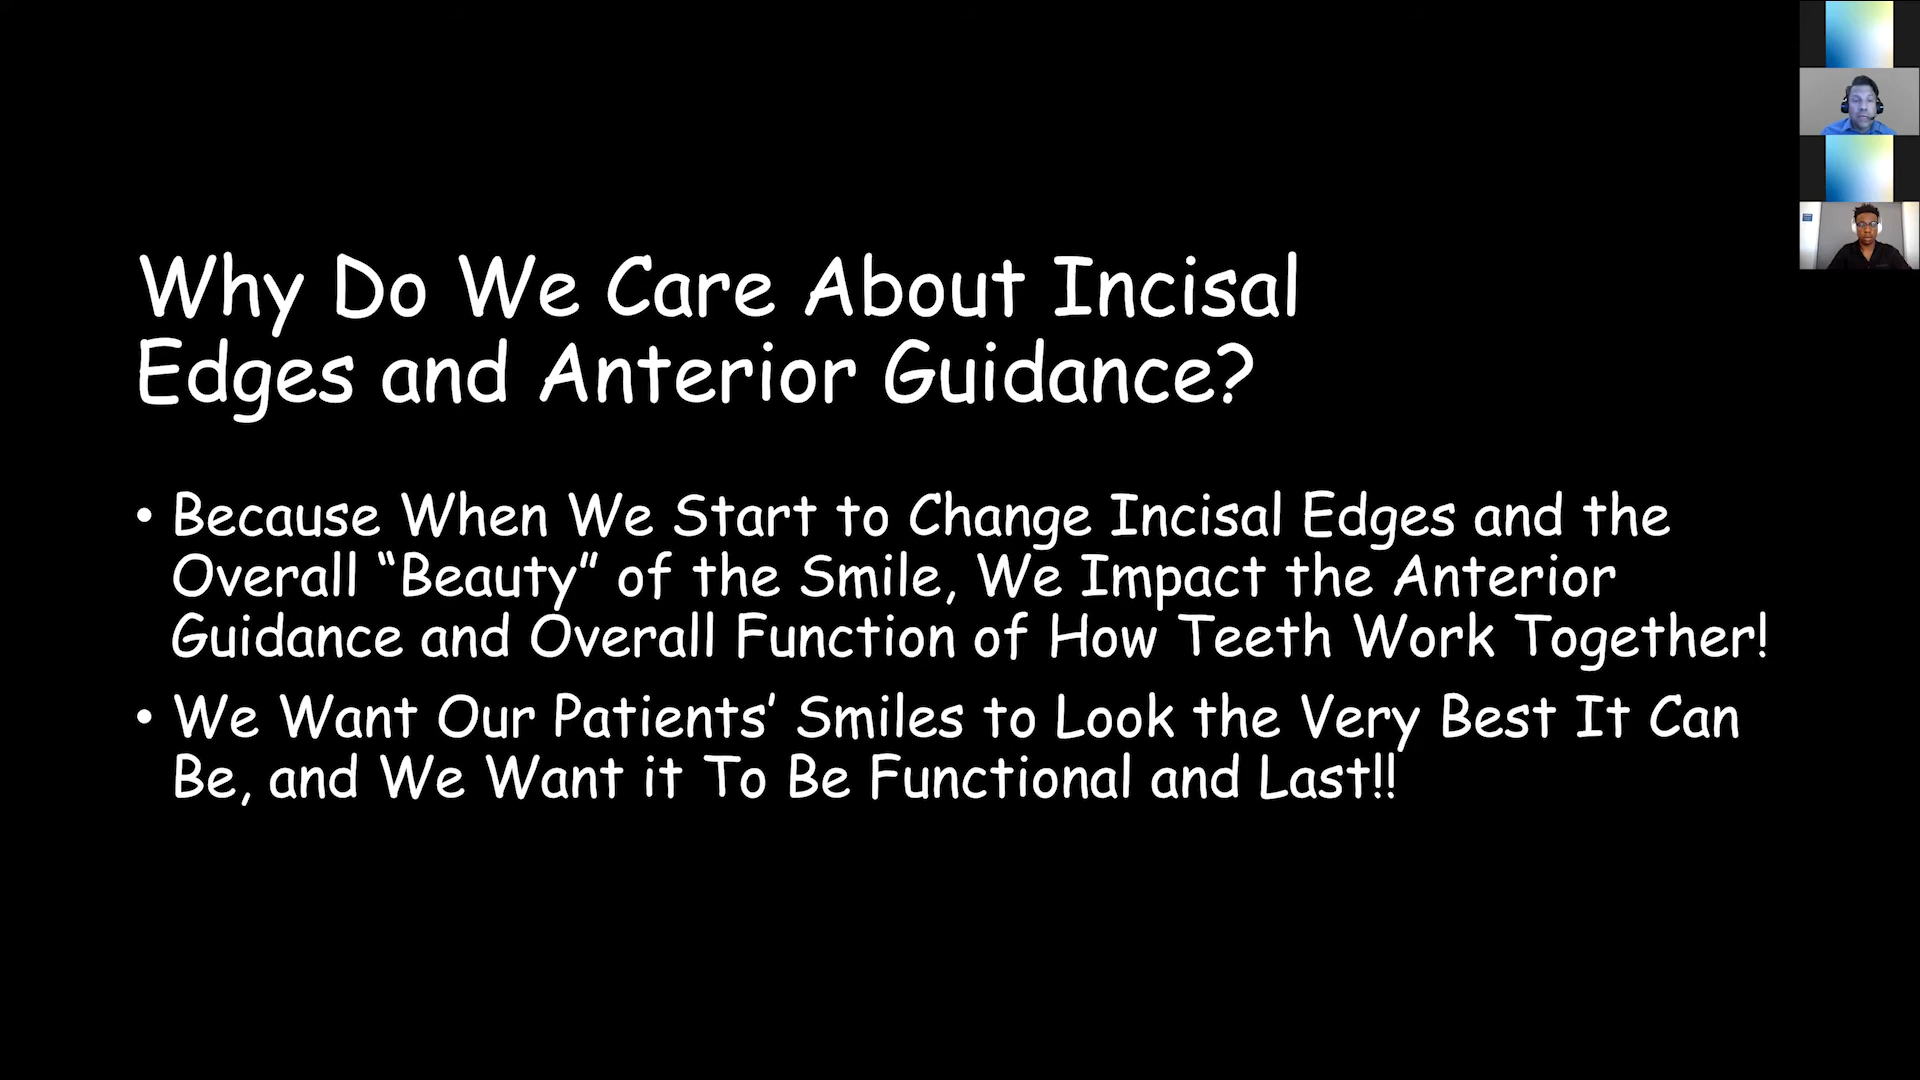 Why Do We Care About Incisal
Edges and Anterior Guidance?
• Because When We Start to Change Incisal Edges and the
Overall “Beauty” of the Smile, We Impact the Anterior
Guidance and Overall Function of How Teeth Work Together!
• We Want Our Patients’ Smiles to Look the Very Best It Can
Be, and We Want it To Be Functional and Last!!